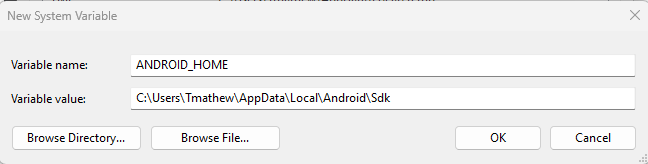 New System Variable
Variable name:
ANDROID_HOME
Variable value:
C:\Users\Tmathew\AppData\Local\Android\Sdk
Browse Directory...
Browse File...
OK
Cancel